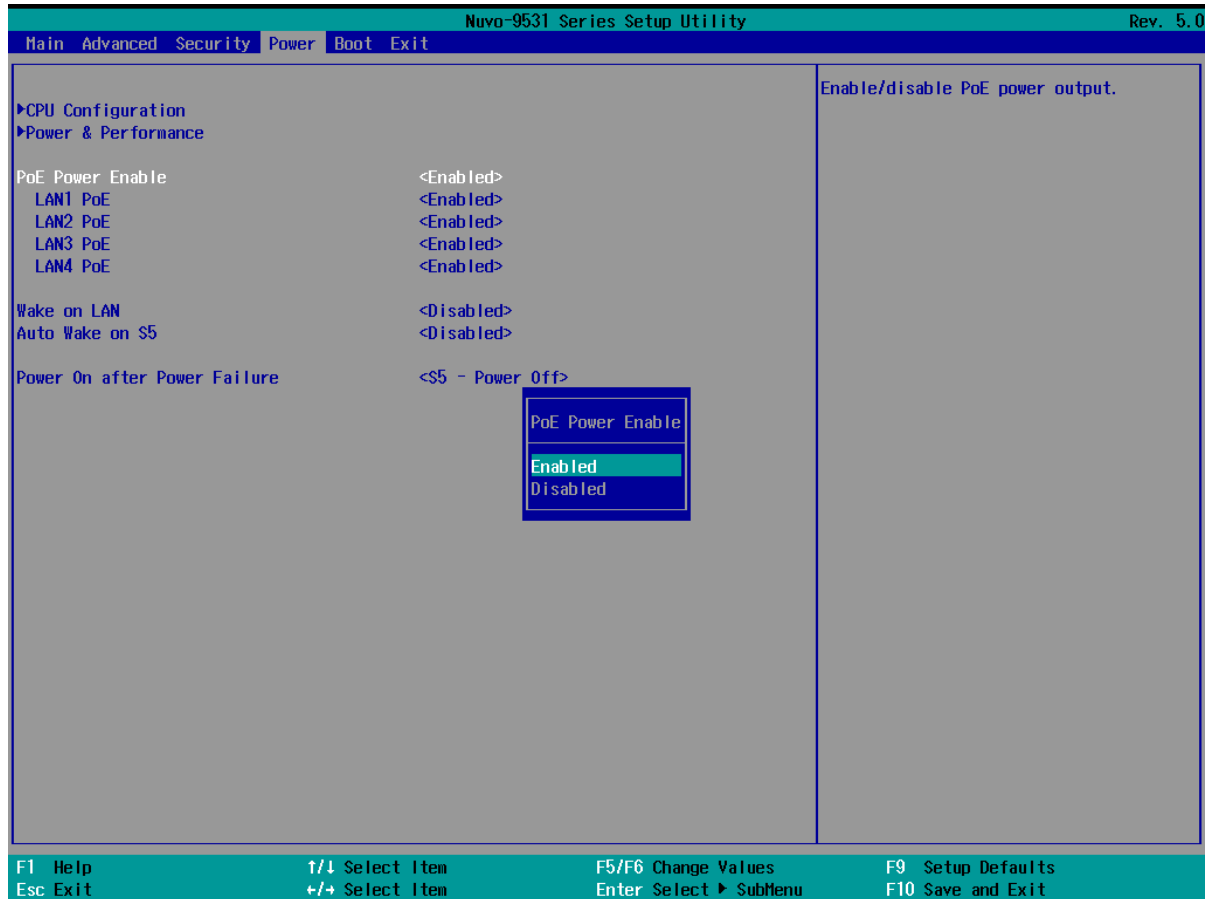 Nuvo-9531 Series Setup Utility Rev. 5.0
Main Advanced Security Power Boot Exit
Enable/disable PoE power output.
▶CPU Configuration
▶Power & Performance
PoE Power Enable <Enabled>
LAN1 PoE <Enabled>
LAN2 PoE <Enabled>
LAN3 PoE <Enabled>
LAN4 PoE <Enabled>
Wake on LAN <Disabled>
Auto Wake on S5 <Disabled>
Power On after Power Failure <S5 - Power Off>
PoE Power Enable
Enabled
Disabled
F1 Help ↑/↓ Select Item F5/F6 Change Values F9 Setup Defaults
Esc Exit ←/→ Select Item Enter Select ▶ SubMenu F10 Save and Exit